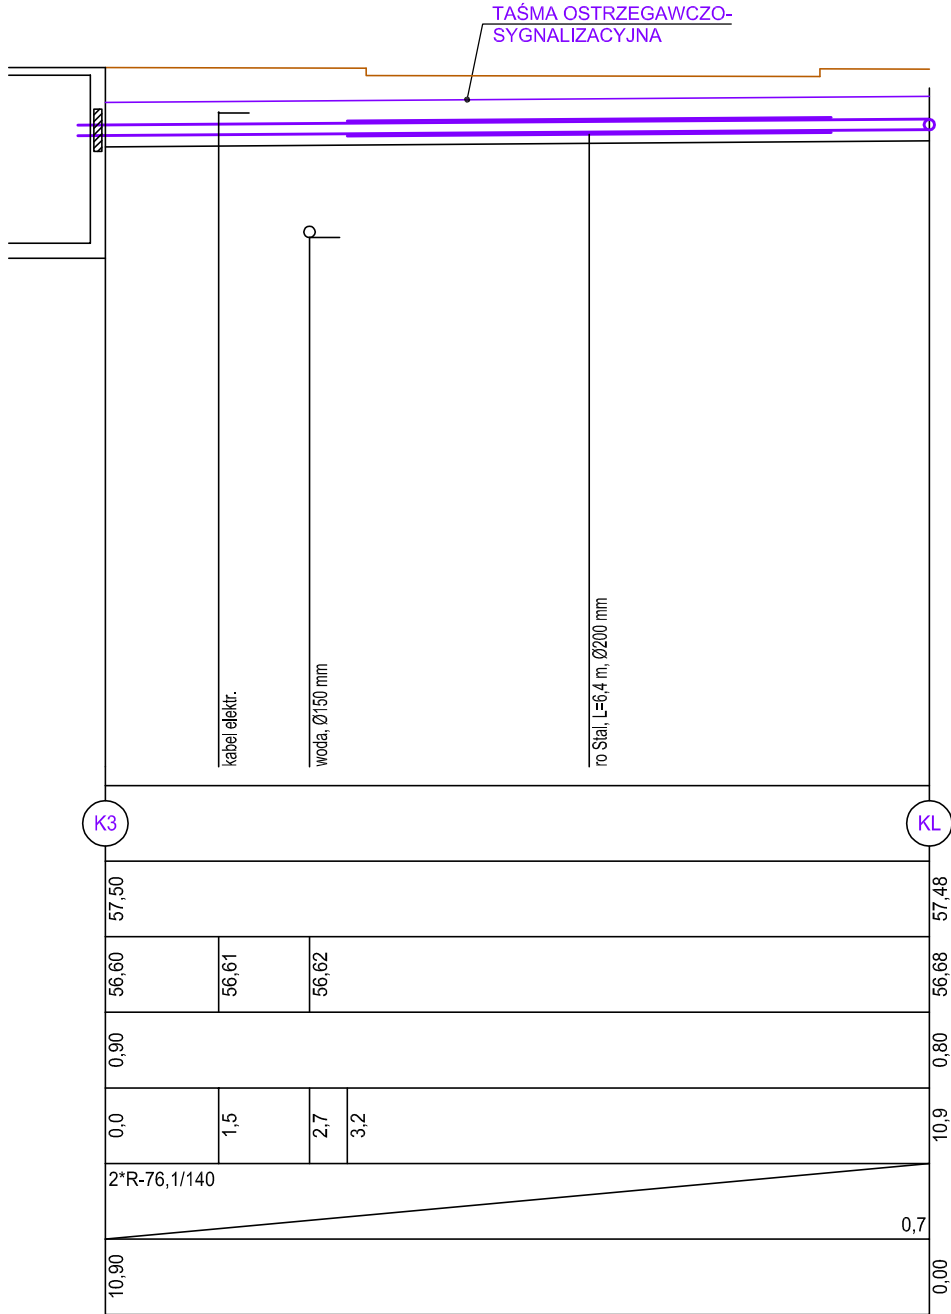 TAŚMA OSTRZEGAWCZO-
SYGNALIZACYJNA
kabel elektr.
woda, Ø150 mm
ro Stal, L=6,4 m, Ø200 mm
K3
KL
57,50
57,48
56,60
56,61
56,62
56,68
0,90
0,80
0,0
1,5
2,7
3,2
10,9
2*R-76,1/140
0,7
10,90
0,00